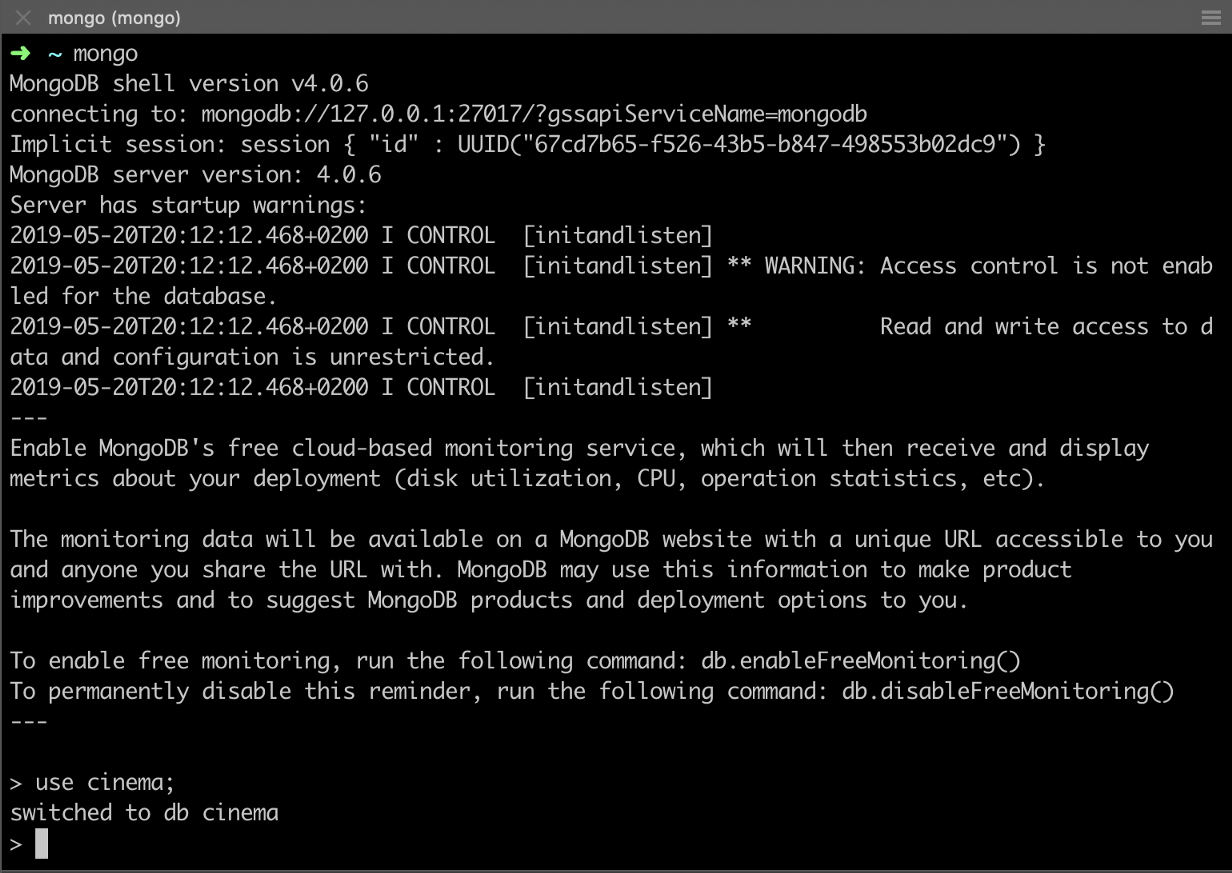 mongo (mongo)
➜ ~ mongo
MongoDB shell version v4.0.6
connecting to: mongodb://127.0.0.1:27017/?gssapiServiceName=mongodb
Implicit session: session { "id" : UUID("67cd7b65-f526-43b5-b847-498553b02dc9") }
MongoDB server version: 4.0.6
Server has startup warnings:
2019-05-20T20:12:12.468+0200 I CONTROL  [initandlisten]
2019-05-20T20:12:12.468+0200 I CONTROL  [initandlisten] ** WARNING: Access control is not enab
led for the database.
2019-05-20T20:12:12.468+0200 I CONTROL  [initandlisten] **          Read and write access to d
ata and configuration is unrestricted.
2019-05-20T20:12:12.468+0200 I CONTROL  [initandlisten]
---
Enable MongoDB's free cloud-based monitoring service, which will then receive and display
metrics about your deployment (disk utilization, CPU, operation statistics, etc).

The monitoring data will be available on a MongoDB website with a unique URL accessible to you
and anyone you share the URL with. MongoDB may use this information to make product
improvements and to suggest MongoDB products and deployment options to you.

To enable free monitoring, run the following command: db.enableFreeMonitoring()
To permanently disable this reminder, run the following command: db.disableFreeMonitoring()
---

> use cinema;
switched to db cinema
>